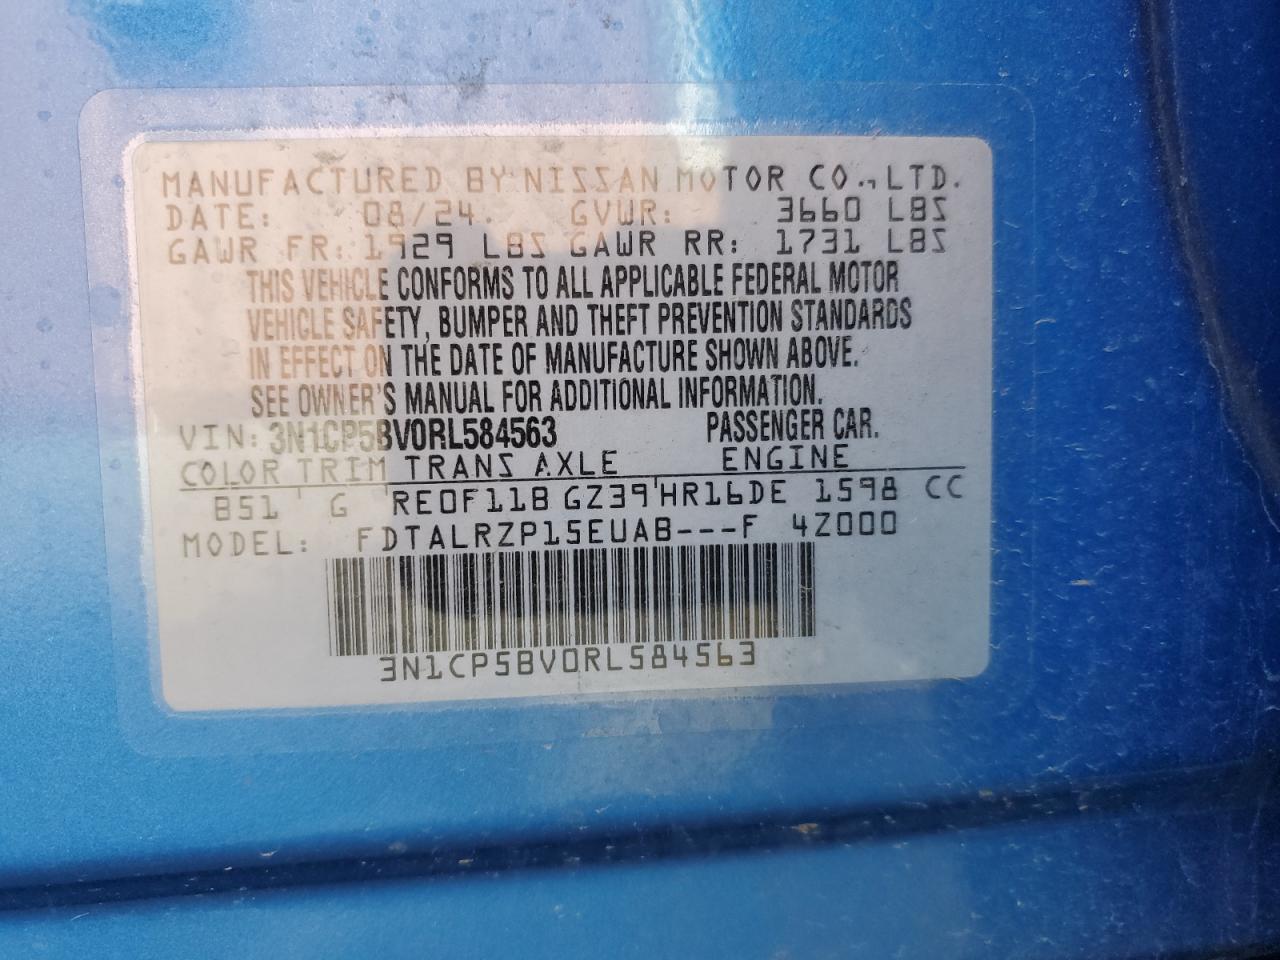 MANUFACTURED BY NISSAN MOTOR CO., LTD.
DATE: 08/24. GVWR: 3660 LBS
GAWR FR: 1929 LBS GAWR RR: 1731 LBS
THIS VEHICLE CONFORMS TO ALL APPLICABLE FEDERAL MOTOR
VEHICLE SAFETY, BUMPER AND THEFT PREVENTION STANDARDS
IN EFFECT ON THE DATE OF MANUFACTURE SHOWN ABOVE.
SEE OWNER'S MANUAL FOR ADDITIONAL INFORMATION.
VIN: 3N1CP5BV0RL584563 PASSENGER CAR.
COLOR TRIM TRANS AXLE ENGINE
B51 G RE0F11B GZ39 HR16DE 1598 CC
MODEL: FDTALRZP15EUAB---F 4Z000
3N1CP5BV0RL584563